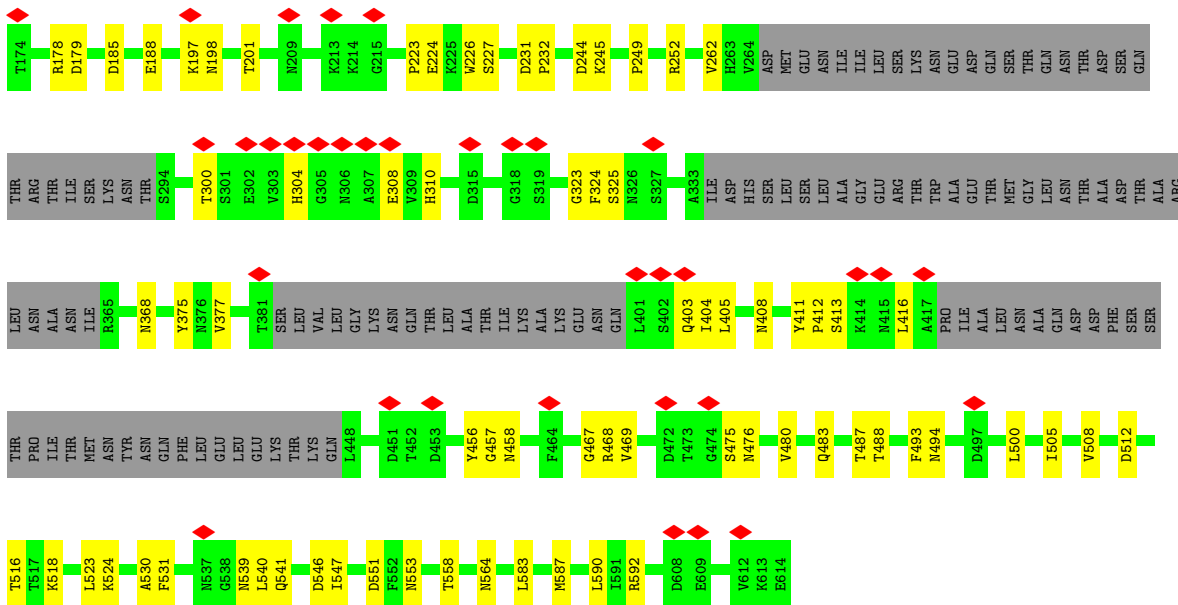 T174 R178 D179 D185 E188 K197 N198 T201 N209 K213 K214 G215 P223 E224 K225 W226 S227 D231 P232 D244 K245 P249 R252 V262 H263 V264 ASP MET GLU ASN ILE ILE LEU SER LYS ASN GLU ASP GLN SER THR GLN ASN THR ASP SER GLN
THR ARG THR ILE SER LYS ASN THR S294 T300 S301 E302 V303 H304 G305 N306 A307 E308 V309 H310 D315 G318 S319 G323 F324 S325 N326 S327 A333 ILE ASP HIS SER LEU SER LEU ALA GLY GLU ARG THR TRP ALA GLU THR MET GLY LEU ASN THR ALA ASP THR ALA ARG
LEU ASN ALA ASN ILE R365 N368 Y375 N376 V377 T381 SER LEU VAL LEU GLY LYS ASN GLN THR LEU ALA THR ILE LYS ALA LYS GLU ASN GLN L401 S402 Q403 I404 L405 N408 Y411 P412 S413 K414 N415 L416 A417 PRO ILE ALA LEU ASN ALA GLN ASP ASP PHE SER SER
THR PRO ILE THR MET ASN TYR ASN GLN PHE LEU GLU LEU GLU LYS THR LYS GLN L448 D451 T452 D453 Y456 G457 N458 F464 G467 R468 V469 D472 T473 G474 S475 N476 V480 Q483 T487 T488 F493 N494 D497 L500 I505 V508 D512
T516 T517 K518 L523 K524 A530 F531 N537 G538 N539 L540 Q541 D546 I547 D551 F552 N553 T558 N564 L583 M587 L590 I591 R592 D608 E609 V612 K613 E614